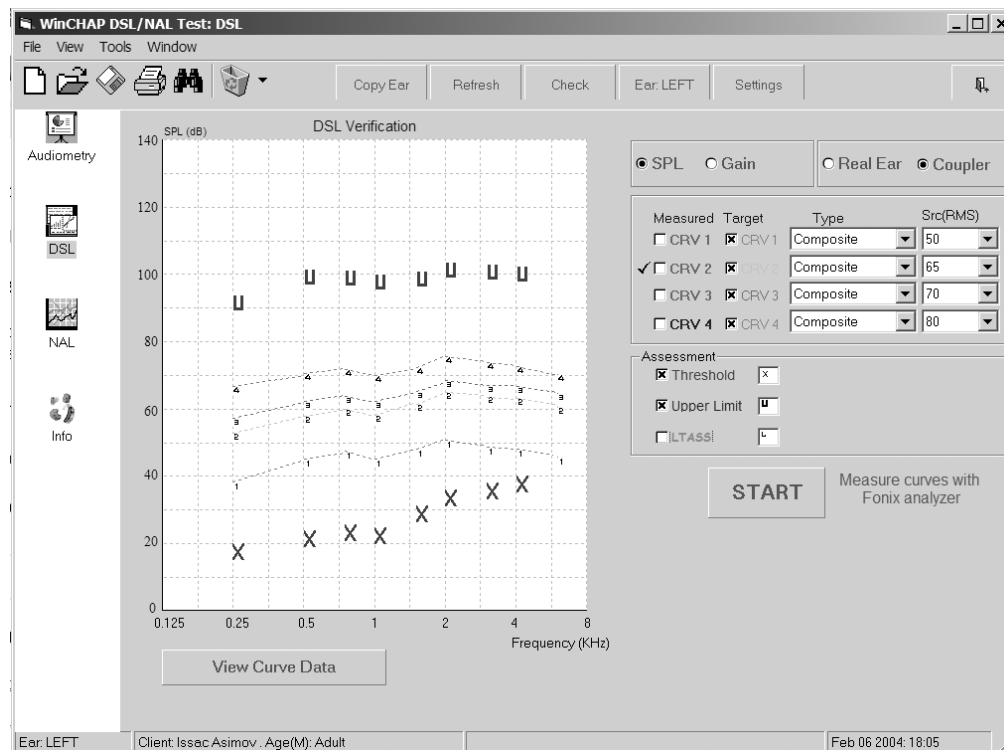 WinCHAP DSL/NAL Test: DSL
File View Tools Window
Copy Ear Refresh Check Ear: LEFT Settings
Audiometry
DSL
NAL
Info
SPL (dB) DSL Verification
140
120
100
80
60
40
20
0
0.125 0.25 0.5 1 2 4 8
Frequency (KHz)
View Curve Data
SPL Gain Real Ear Coupler
Measured Target Type Src(RMS)
CRV 1 CRV 1 Composite 50
CRV 2 CRV 2 Composite 65
CRV 3 CRV 3 Composite 70
CRV 4 CRV 4 Composite 80
Assessment
Threshold x
Upper Limit u
LTASS L
START
Measure curves with
Fonix analyzer
Ear: LEFT Client: Issac Asimov . Age(M): Adult Feb 06 2004: 18:05